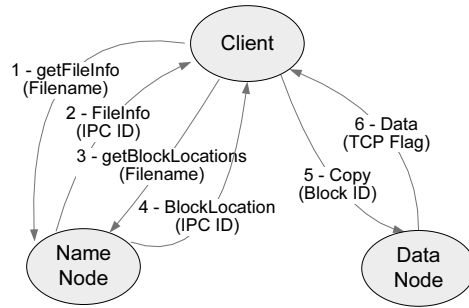 Client
1 - getFileInfo
(Filename)
2 - FileInfo
(IPC ID)
3 - getBlockLocations
(Filename)
4 - BlockLocation
(IPC ID)
5 - Copy
(Block ID)
6 - Data
(TCP Flag)
Name
Node
Data
Node